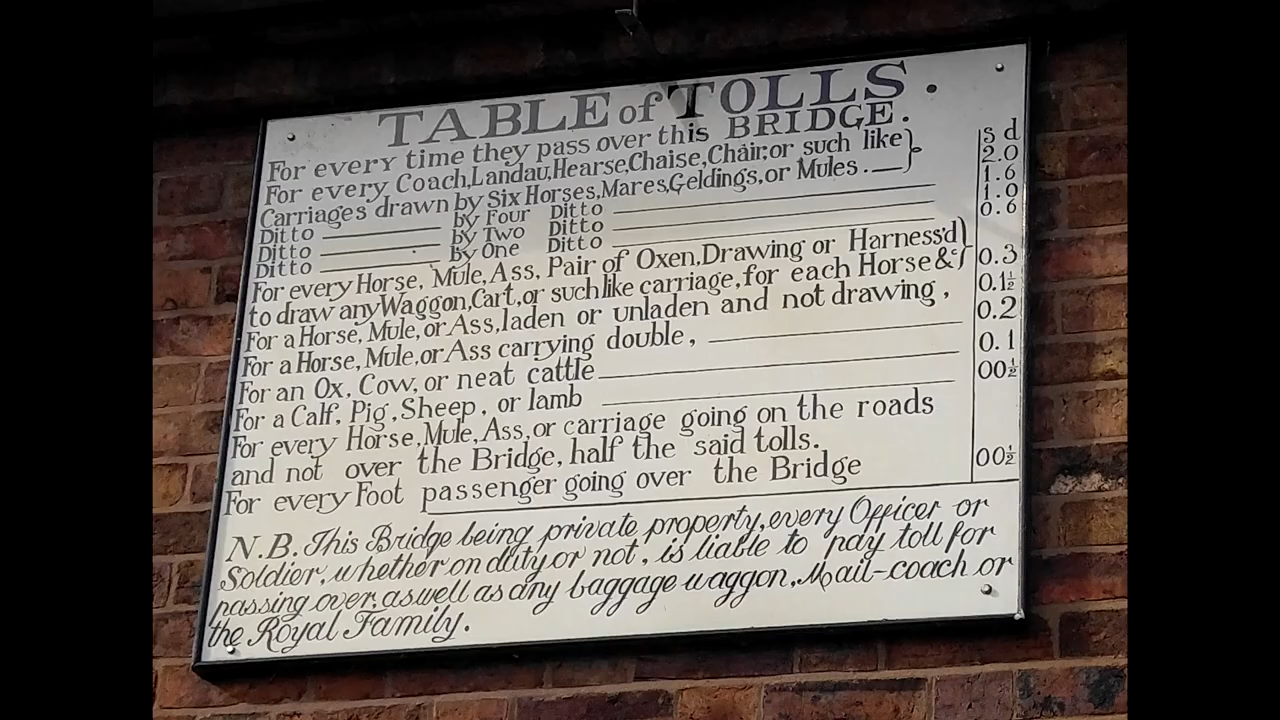 TABLE of TOLLS.
For every time they pass over this BRIDGE.
s d
For every Coach, Landau, Hearse, Chaise, Chair, or such like
Carriages drawn by Six Horses, Mares, Geldings, or Mules. 2.0
Ditto by Four Ditto 1.6
Ditto by Two Ditto 1.0
Ditto by One Ditto 0.6
For every Horse, Mule, Ass, Pair of Oxen, Drawing or Harness'd
to draw any Waggon, Cart, or such like carriage, for each Horse &c 0.3
For a Horse, Mule, or Ass, laden or unladen and not drawing, 0.1½
For a Horse, Mule, or Ass carrying double, 0.2
For an Ox, Cow, or neat cattle 0.1
For a Calf, Pig, Sheep, or lamb 00½
For every Horse, Mule, Ass, or carriage going on the roads
and not over the Bridge, half the said tolls.
For every Foot passenger going over the Bridge 00½
N.B. This Bridge being private property, every Officer or
Soldier, whether on duty or not, is liable to pay toll for
passing over, as well as any baggage waggon, Mail-coach or
the Royal Family.